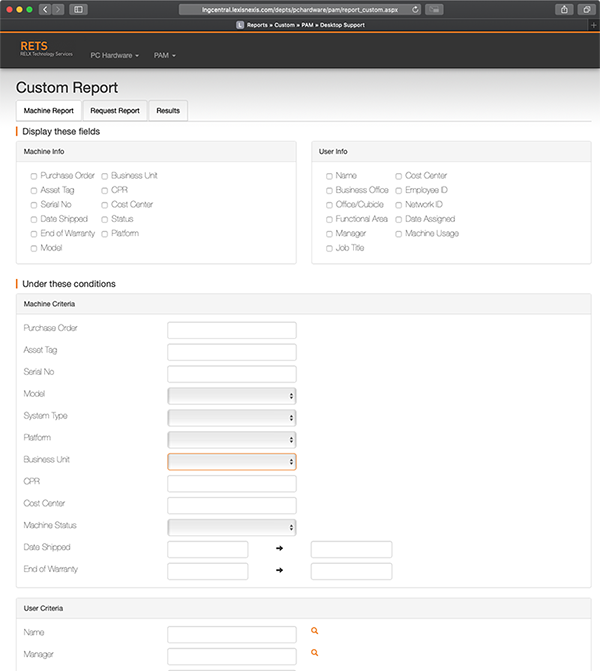 lngcentral.lexisnexis.com/depts/pchardware/pam/report_custom.aspx
L Reports » Custom » PAM » Desktop Support
RETS
RELX Technology Services
PC Hardware
PAM
Custom Report
Machine Report Request Report Results
Display these fields
Machine Info
User Info
Purchase Order Business Unit
Asset Tag CPR
Serial No Cost Center
Date Shipped Status
End of Warranty Platform
Model
Name Cost Center
Business Office Employee ID
Office/Cubicle Network ID
Functional Area Date Assigned
Manager Machine Usage
Job Title
Under these conditions
Machine Criteria
Purchase Order
Asset Tag
Serial No
Model
System Type
Platform
Business Unit
CPR
Cost Center
Machine Status
Date Shipped
End of Warranty
User Criteria
Name
Manager